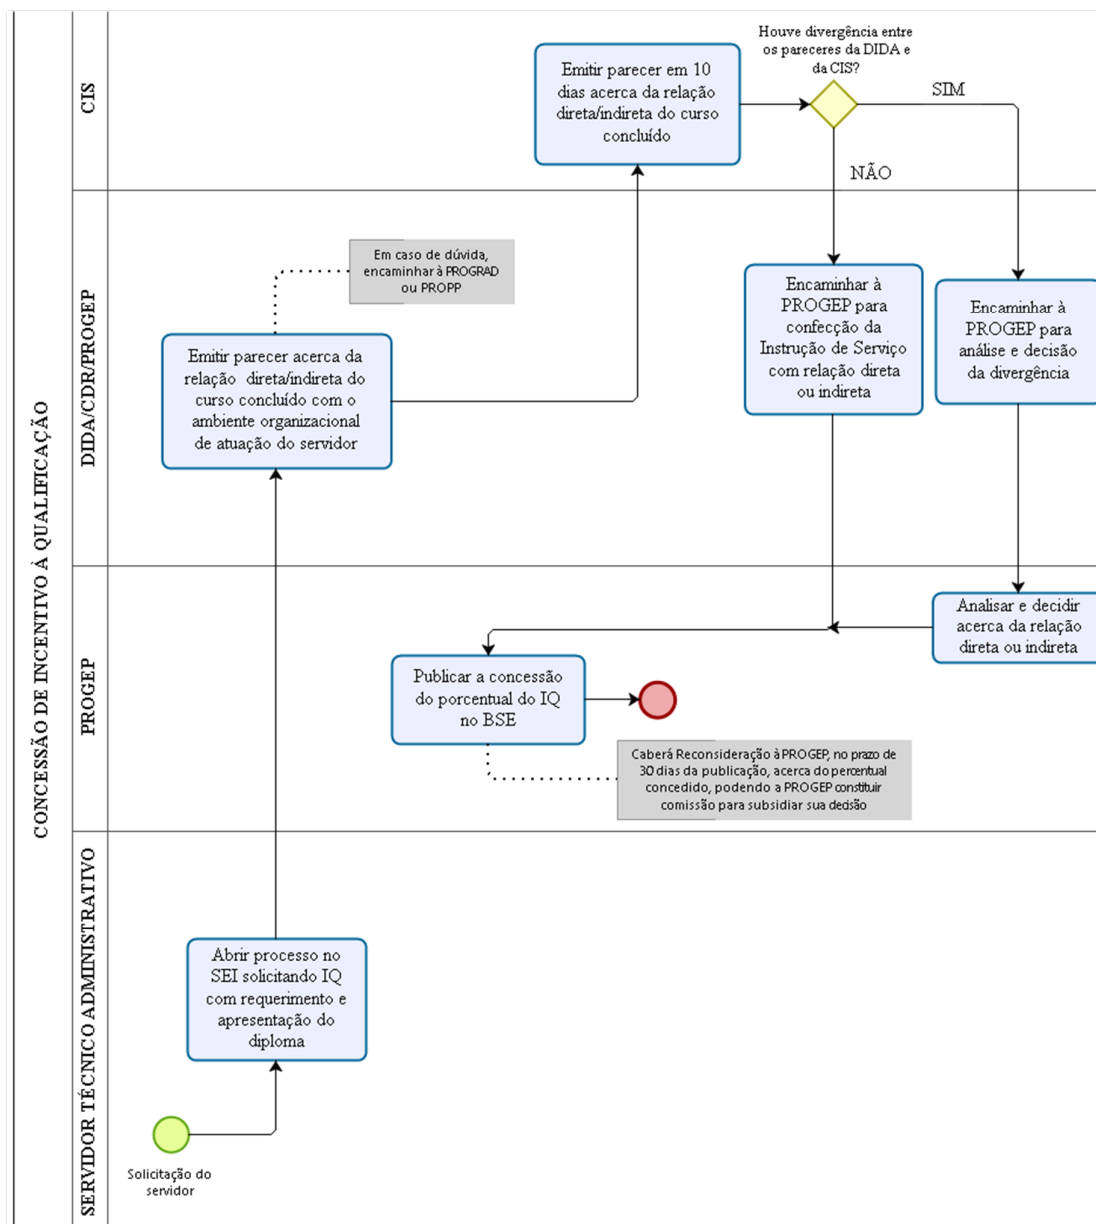 CONCESSÃO DE INCENTIVO À QUALIFICAÇÃO
CIS
Emitir parecer em 10
dias acerca da relação
direta/indireta do curso
concluído
Houve divergência entre
os pareceres da DIDA e
da CIS?
SIM
NÃO
DIDA/CDR/PROGEP
Em caso de dúvida,
encaminhar à PROGRAD
ou PROPP
Emitir parecer acerca da
relação direta/indireta do
curso concluído com o
ambiente organizacional
de atuação do servidor
Encaminhar à
PROGEP para
confecção da
Instrução de Serviço
com relação direta
ou indireta
Encaminhar à
PROGEP para
análise e decisão
da divergência
PROGEP
Analisar e decidir
acerca da relação
direta ou indireta
Publicar a concessão
do porcentual do IQ
no BSE
Caberá Reconsideração à PROGEP, no prazo de
30 dias da publicação, acerca do percentual
concedido, podendo a PROGEP constituir
comissão para subsidiar sua decisão
SERVIDOR TÉCNICO ADMINISTRATIVO
Abrir processo no
SEI solicitando IQ
com requerimento e
apresentação do
diploma
Solicitação do
servidor